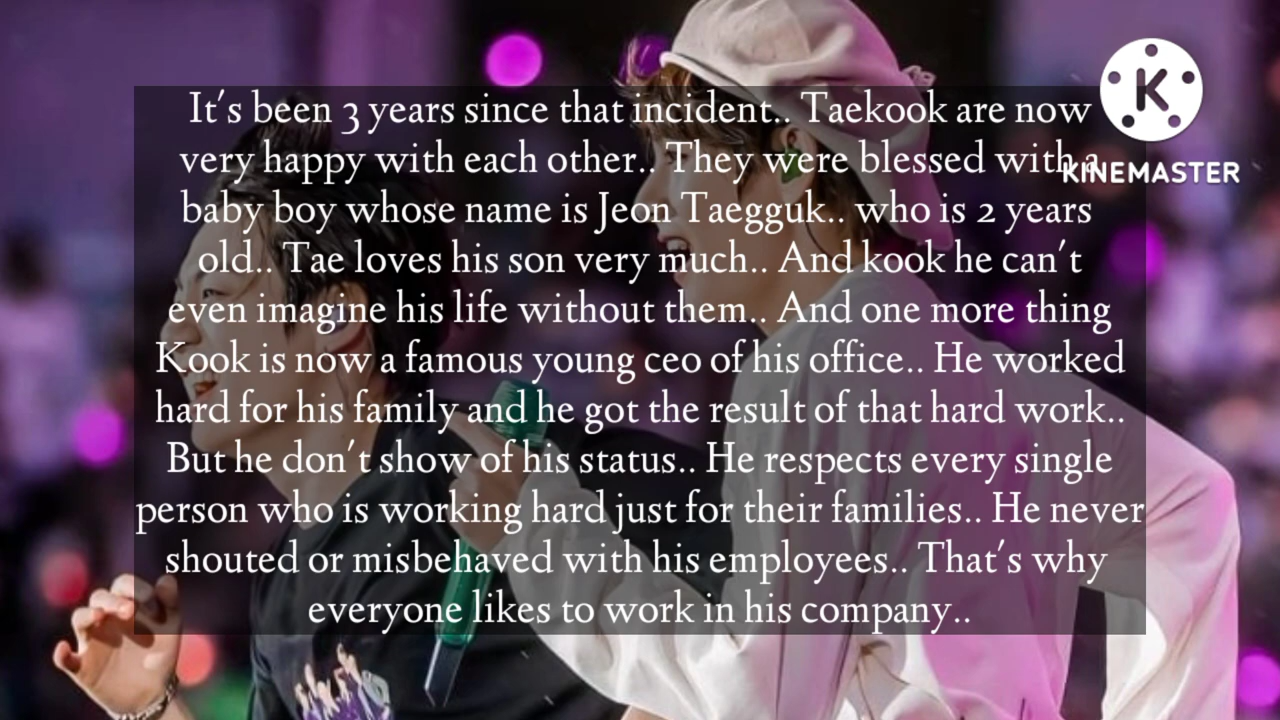 It's been 3 years since that incident.. Taekook are now
very happy with each other.. They were blessed with a
baby boy whose name is Jeon Taegguk.. who is 2 years
old.. Tae loves his son very much.. And kook he can't
even imagine his life without them.. And one more thing
Kook is now a famous young ceo of his office.. He worked
hard for his family and he got the result of that hard work..
But he don't show of his status.. He respects every single
person who is working hard just for their families.. He never
shouted or misbehaved with his employees.. That's why
everyone likes to work in his company..
K
KINEMASTER